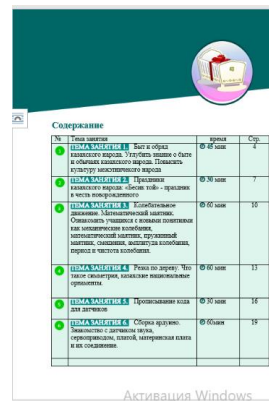 Содержание
№ Тема занятия время Стр.
1 ТЕМА ЗАНЯТИЯ 1. Быт и обряд 45 мин 4
казахского народа. Углубить знание о быте
и обычаях казахского народа. Повысить
культуру межэтнического народа
2 ТЕМА ЗАНЯТИЯ 2. Праздники 30 мин 7
казахского народа: «Бесик той» - праздник
в честь новорожденного
3 ТЕМА ЗАНЯТИЯ 3. Колебательное 60 мин 10
движение. Математический маятник.
Ознакомить учащихся с новыми понятиями
как механические колебания,
математический маятник, пружинный
маятник, смещения, амплитуда колебания,
период и частота колебания.
4 ТЕМА ЗАНЯТИЯ 4. Резка по дереву. Что 60 мин 13
такое симметрия, казахские национальные
орнаменты
5 ТЕМА ЗАНЯТИЯ 5. Прописывание кода 30 мин 16
для датчиков
6 ТЕМА ЗАНЯТИЯ 6. Сборка ардуино. 60мин 19
Знакомство с датчиком звука,
сервоприводом, платой, материнская плата
и их соединение.
Активация Windows